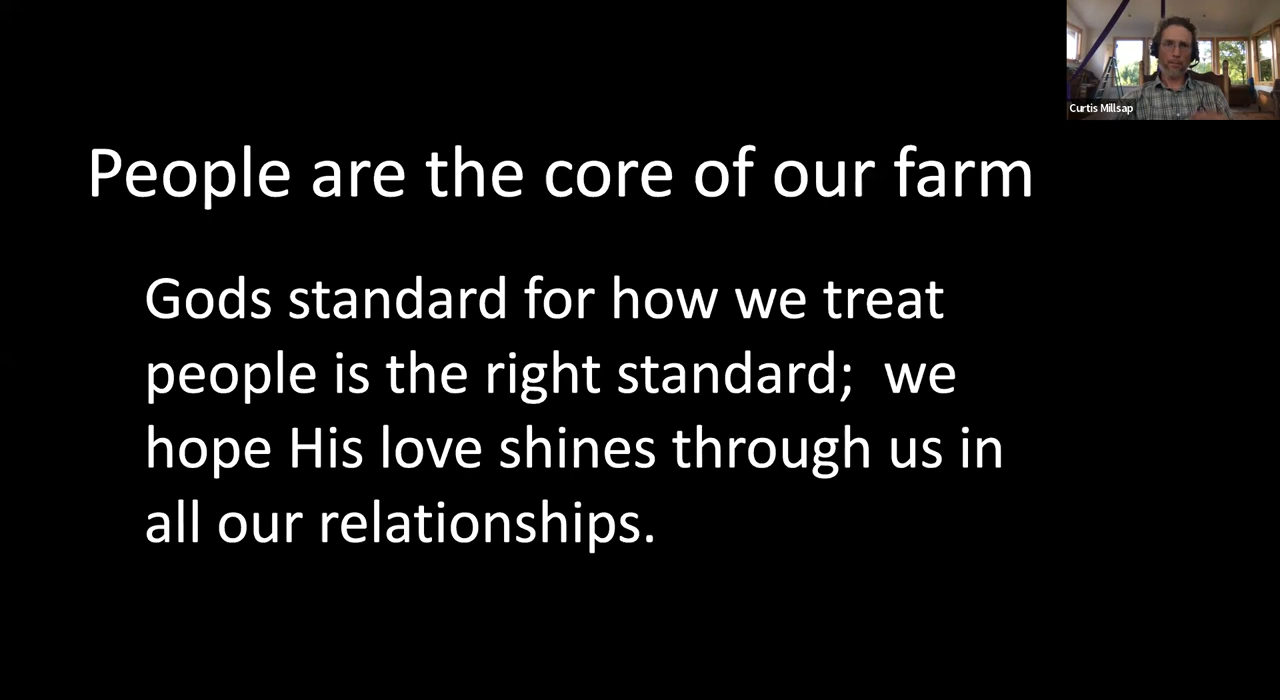 Curtis Millsap
People are the core of our farm
Gods standard for how we treat
people is the right standard;  we
hope His love shines through us in
all our relationships.